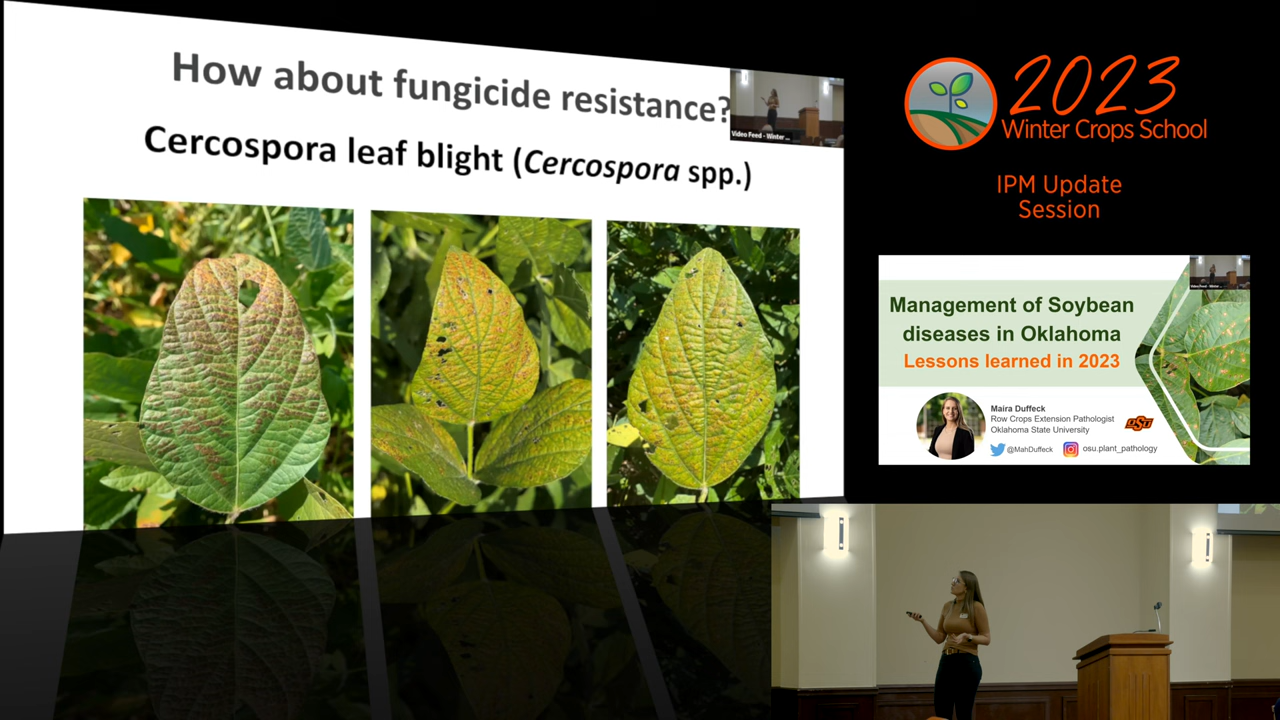 How about fungicide resistance?
Video Feed - Winter ...
Cercospora leaf blight (Cercospora spp.)
2023
Winter Crops School
IPM Update
Session
Management of Soybean
diseases in Oklahoma
Lessons learned in 2023
Maira Duffeck
Row Crops Extension Pathologist
Oklahoma State University
OSU
@MahDuffeck
osu.plant_pathology